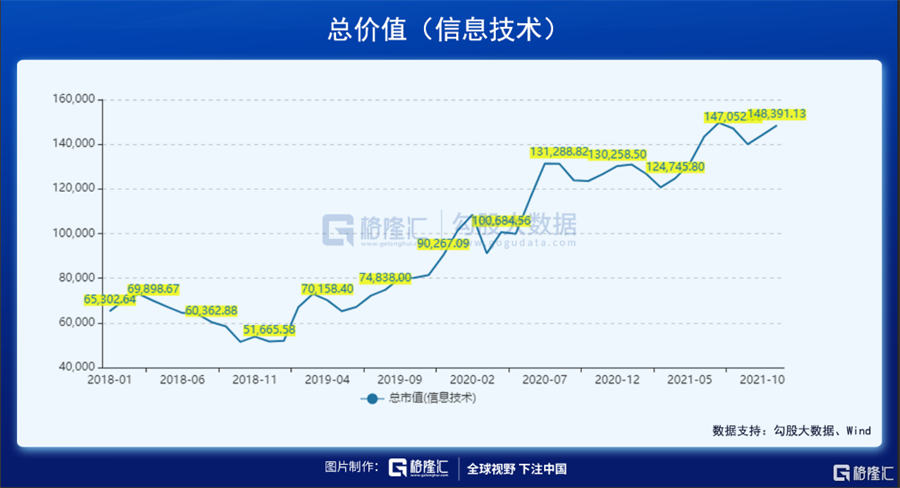 总价值（信息技术）
160,000
140,000
120,000
100,000
80,000
60,000
40,000
65,302.64
69,898.67
60,362.88
51,665.58
70,158.40
74,838.00
90,267.09
100,684.56
131,288.82
130,258.50
124,745.80
147,052
148,391.13
格隆汇
www.gelonghui.com
勾股大数据
www.gogudata.com
2018-01 2018-06 2018-11 2019-04 2019-09 2020-02 2020-07 2020-12 2021-05 2021-10
总市值(信息技术)
数据支持：勾股大数据、Wind
图片制作： 格隆汇 全球视野 下注中国
格隆汇